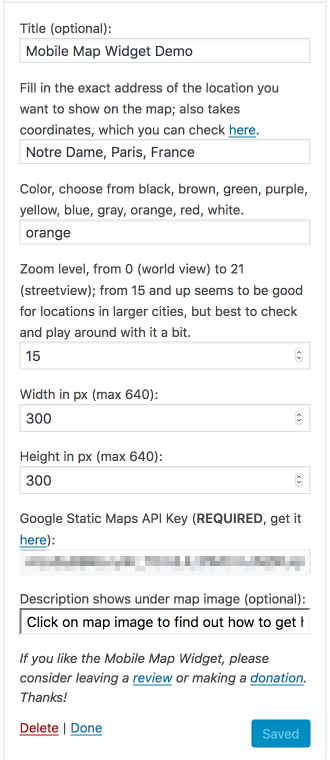 Title (optional):
Mobile Map Widget Demo
Fill in the exact address of the location you
want to show on the map; also takes
coordinates, which you can check here.
Notre Dame, Paris, France
Color, choose from black, brown, green, purple,
yellow, blue, gray, orange, red, white.
orange
Zoom level, from 0 (world view) to 21
(streetview); from 15 and up seems to be good
for locations in larger cities, but best to check
and play around with it a bit.
15
Width in px (max 640):
300
Height in px (max 640):
300
Google Static Maps API Key (REQUIRED, get it
here):
Description shows under map image (optional):
Click on map image to find out how to get
If you like the Mobile Map Widget, please
consider leaving a review or making a donation.
Thanks!
Delete | Done
Saved